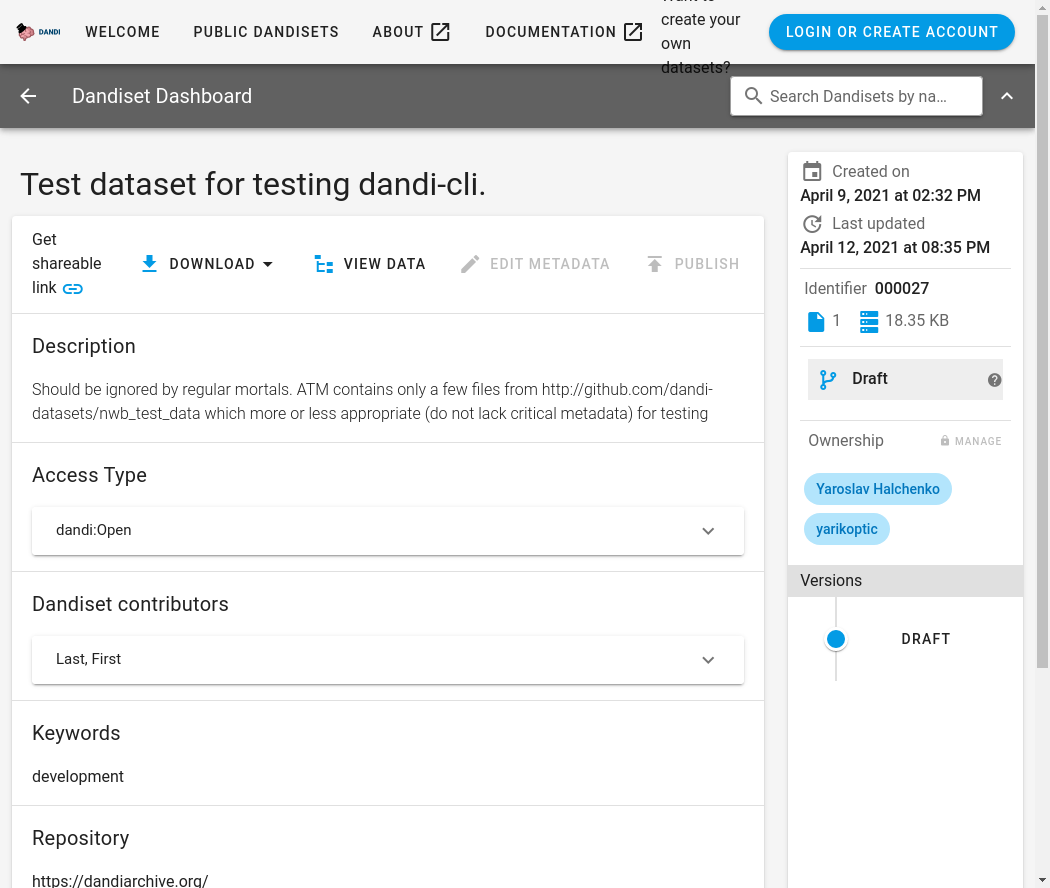 DANDI
WELCOME
PUBLIC DANDISETS
ABOUT
DOCUMENTATION
create your
own
datasets?
LOGIN OR CREATE ACCOUNT
Dandiset Dashboard
Search Dandisets by na…
Test dataset for testing dandi-cli.
Get
shareable
link
DOWNLOAD
VIEW DATA
EDIT METADATA
PUBLISH
Description
Should be ignored by regular mortals. ATM contains only a few files from http://github.com/dandi-
datasets/nwb_test_data which more or less appropriate (do not lack critical metadata) for testing
Access Type
dandi:Open
Dandiset contributors
Last, First
Keywords
development
Repository
https://dandiarchive.org/
Created on
April 9, 2021 at 02:32 PM
Last updated
April 12, 2021 at 08:35 PM
Identifier 000027
1 18.35 KB
Draft
Ownership MANAGE
Yaroslav Halchenko
yarikoptic
Versions
DRAFT